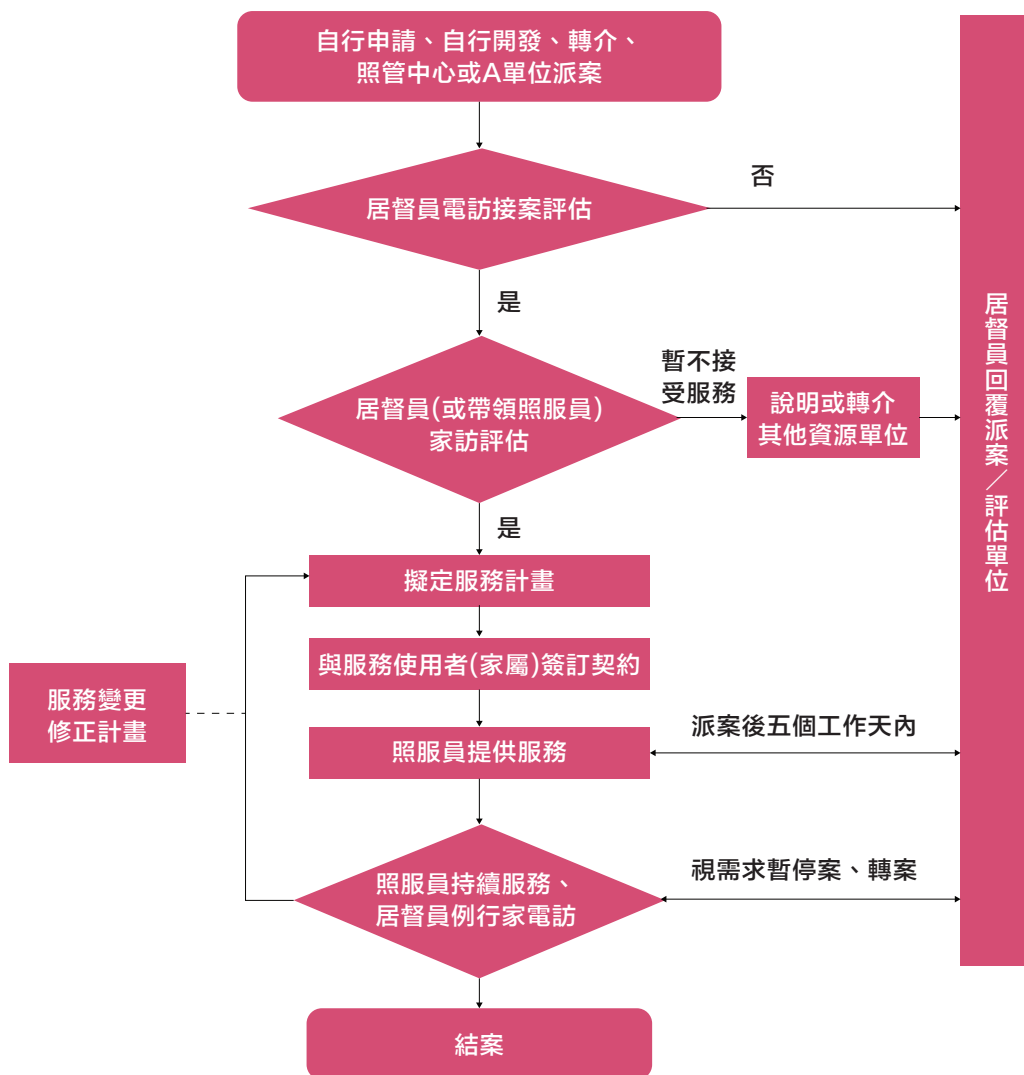 自行申請、自行開發、轉介、
照管中心或A單位派案
居督員電訪接案評估
否
是
居督員(或帶領照服員)
家訪評估
暫不接
受服務
說明或轉介
其他資源單位
居督員回覆派案／評估單位
是
擬定服務計畫
與服務使用者(家屬)簽訂契約
服務變更
修正計畫
照服員提供服務
派案後五個工作天內
照服員持續服務、
居督員例行家電訪
視需求暫停案、轉案
結案